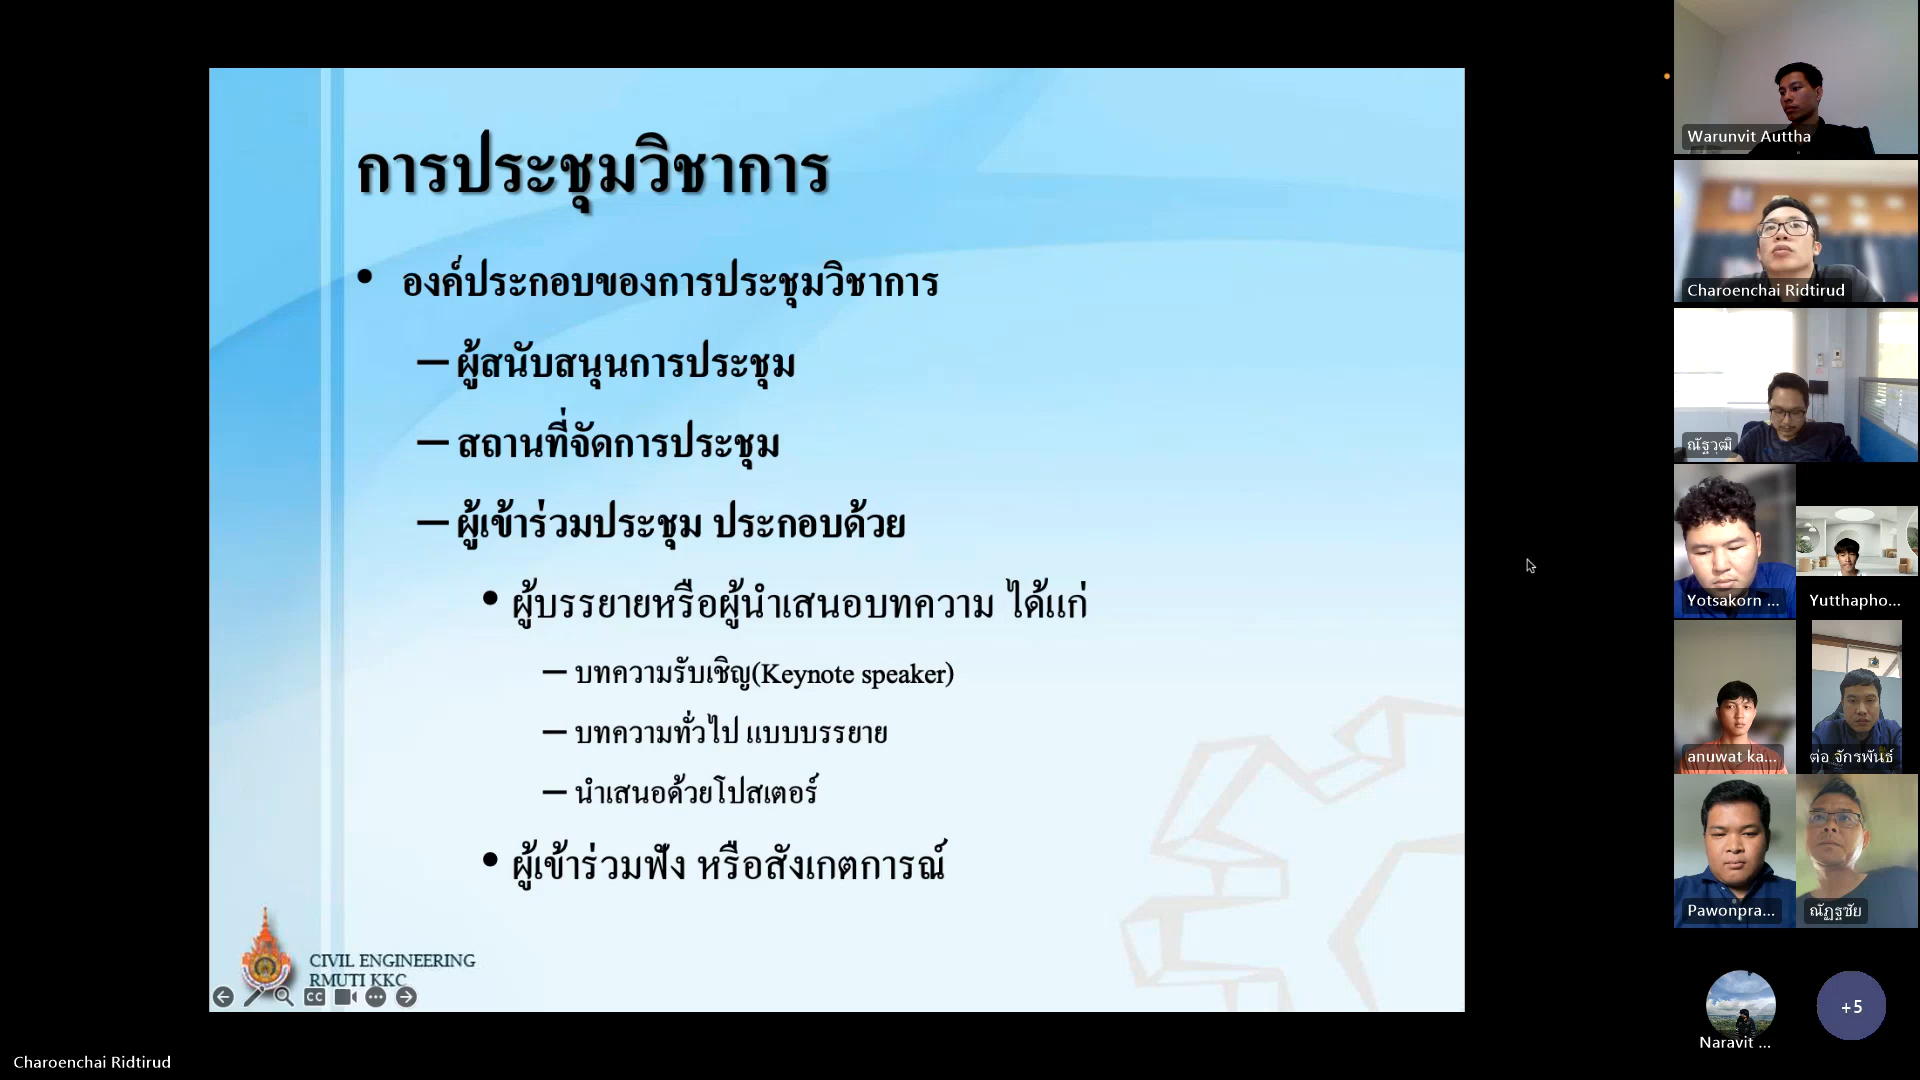 การประชุมวิชาการ
• องค์ประกอบของการประชุมวิชาการ
– ผู้สนับสนุนการประชุม
– สถานที่จัดการประชุม
– ผู้เข้าร่วมประชุม ประกอบด้วย
• ผู้บรรยายหรือผู้นำเสนอบทความ ได้แก่
– บทความรับเชิญ(Keynote speaker)
– บทความทั่วไป แบบบรรยาย
– นำเสนอด้วยโปสเตอร์
• ผู้เข้าร่วมฟัง หรือสังเกตการณ์
CIVIL ENGINEERING
RMUTI KKC
CC
Charoenchai Ridtirud
Warunvit Auttha
Charoenchai Ridtirud
ณัฐวุฒิ
Yotsakorn ...
Yutthapho...
anuwat ka...
ต่อ จักรพันธ์
Pawonpra...
ณัฏฐชัย
Naravit ...
+5